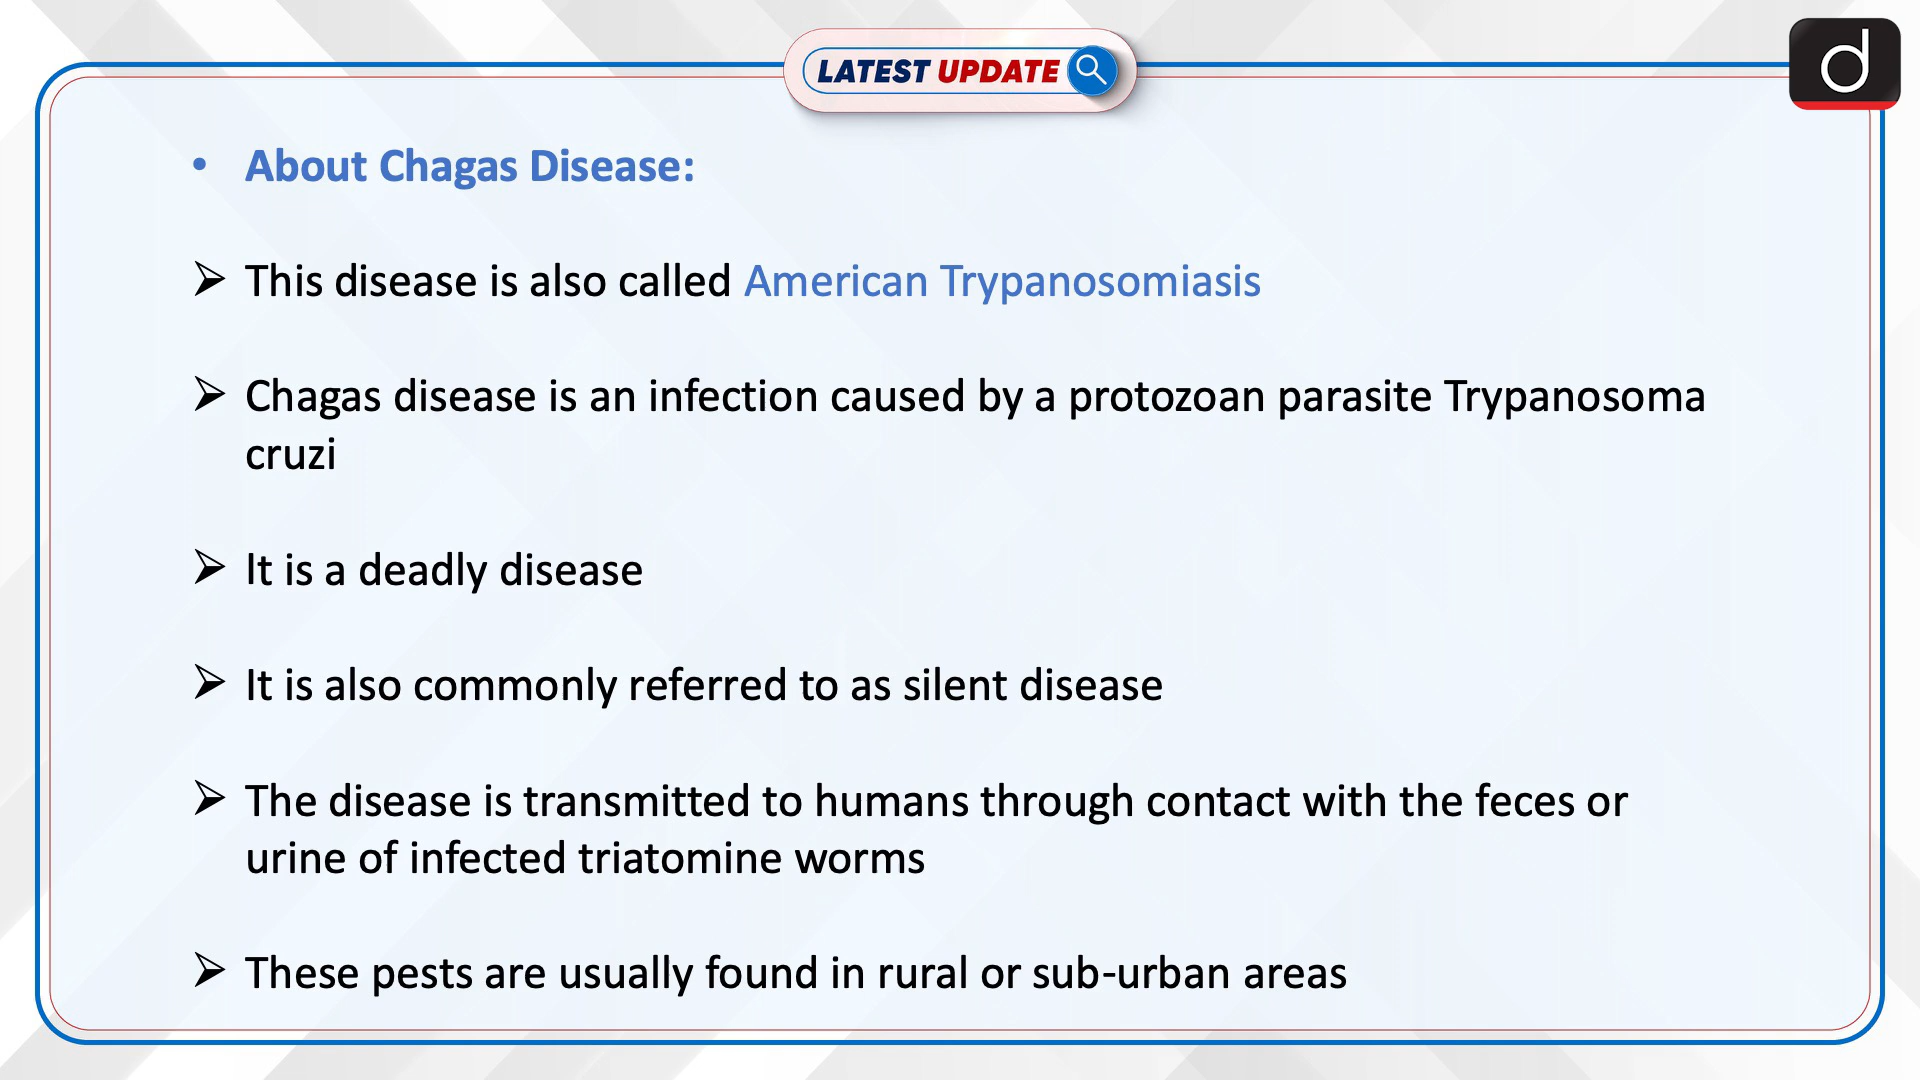 LATEST UPDATE
d
• About Chagas Disease:
➢ This disease is also called American Trypanosomiasis
➢ Chagas disease is an infection caused by a protozoan parasite Trypanosoma
cruzi
➢ It is a deadly disease
➢ It is also commonly referred to as silent disease
➢ The disease is transmitted to humans through contact with the feces or
urine of infected triatomine worms
➢ These pests are usually found in rural or sub-urban areas